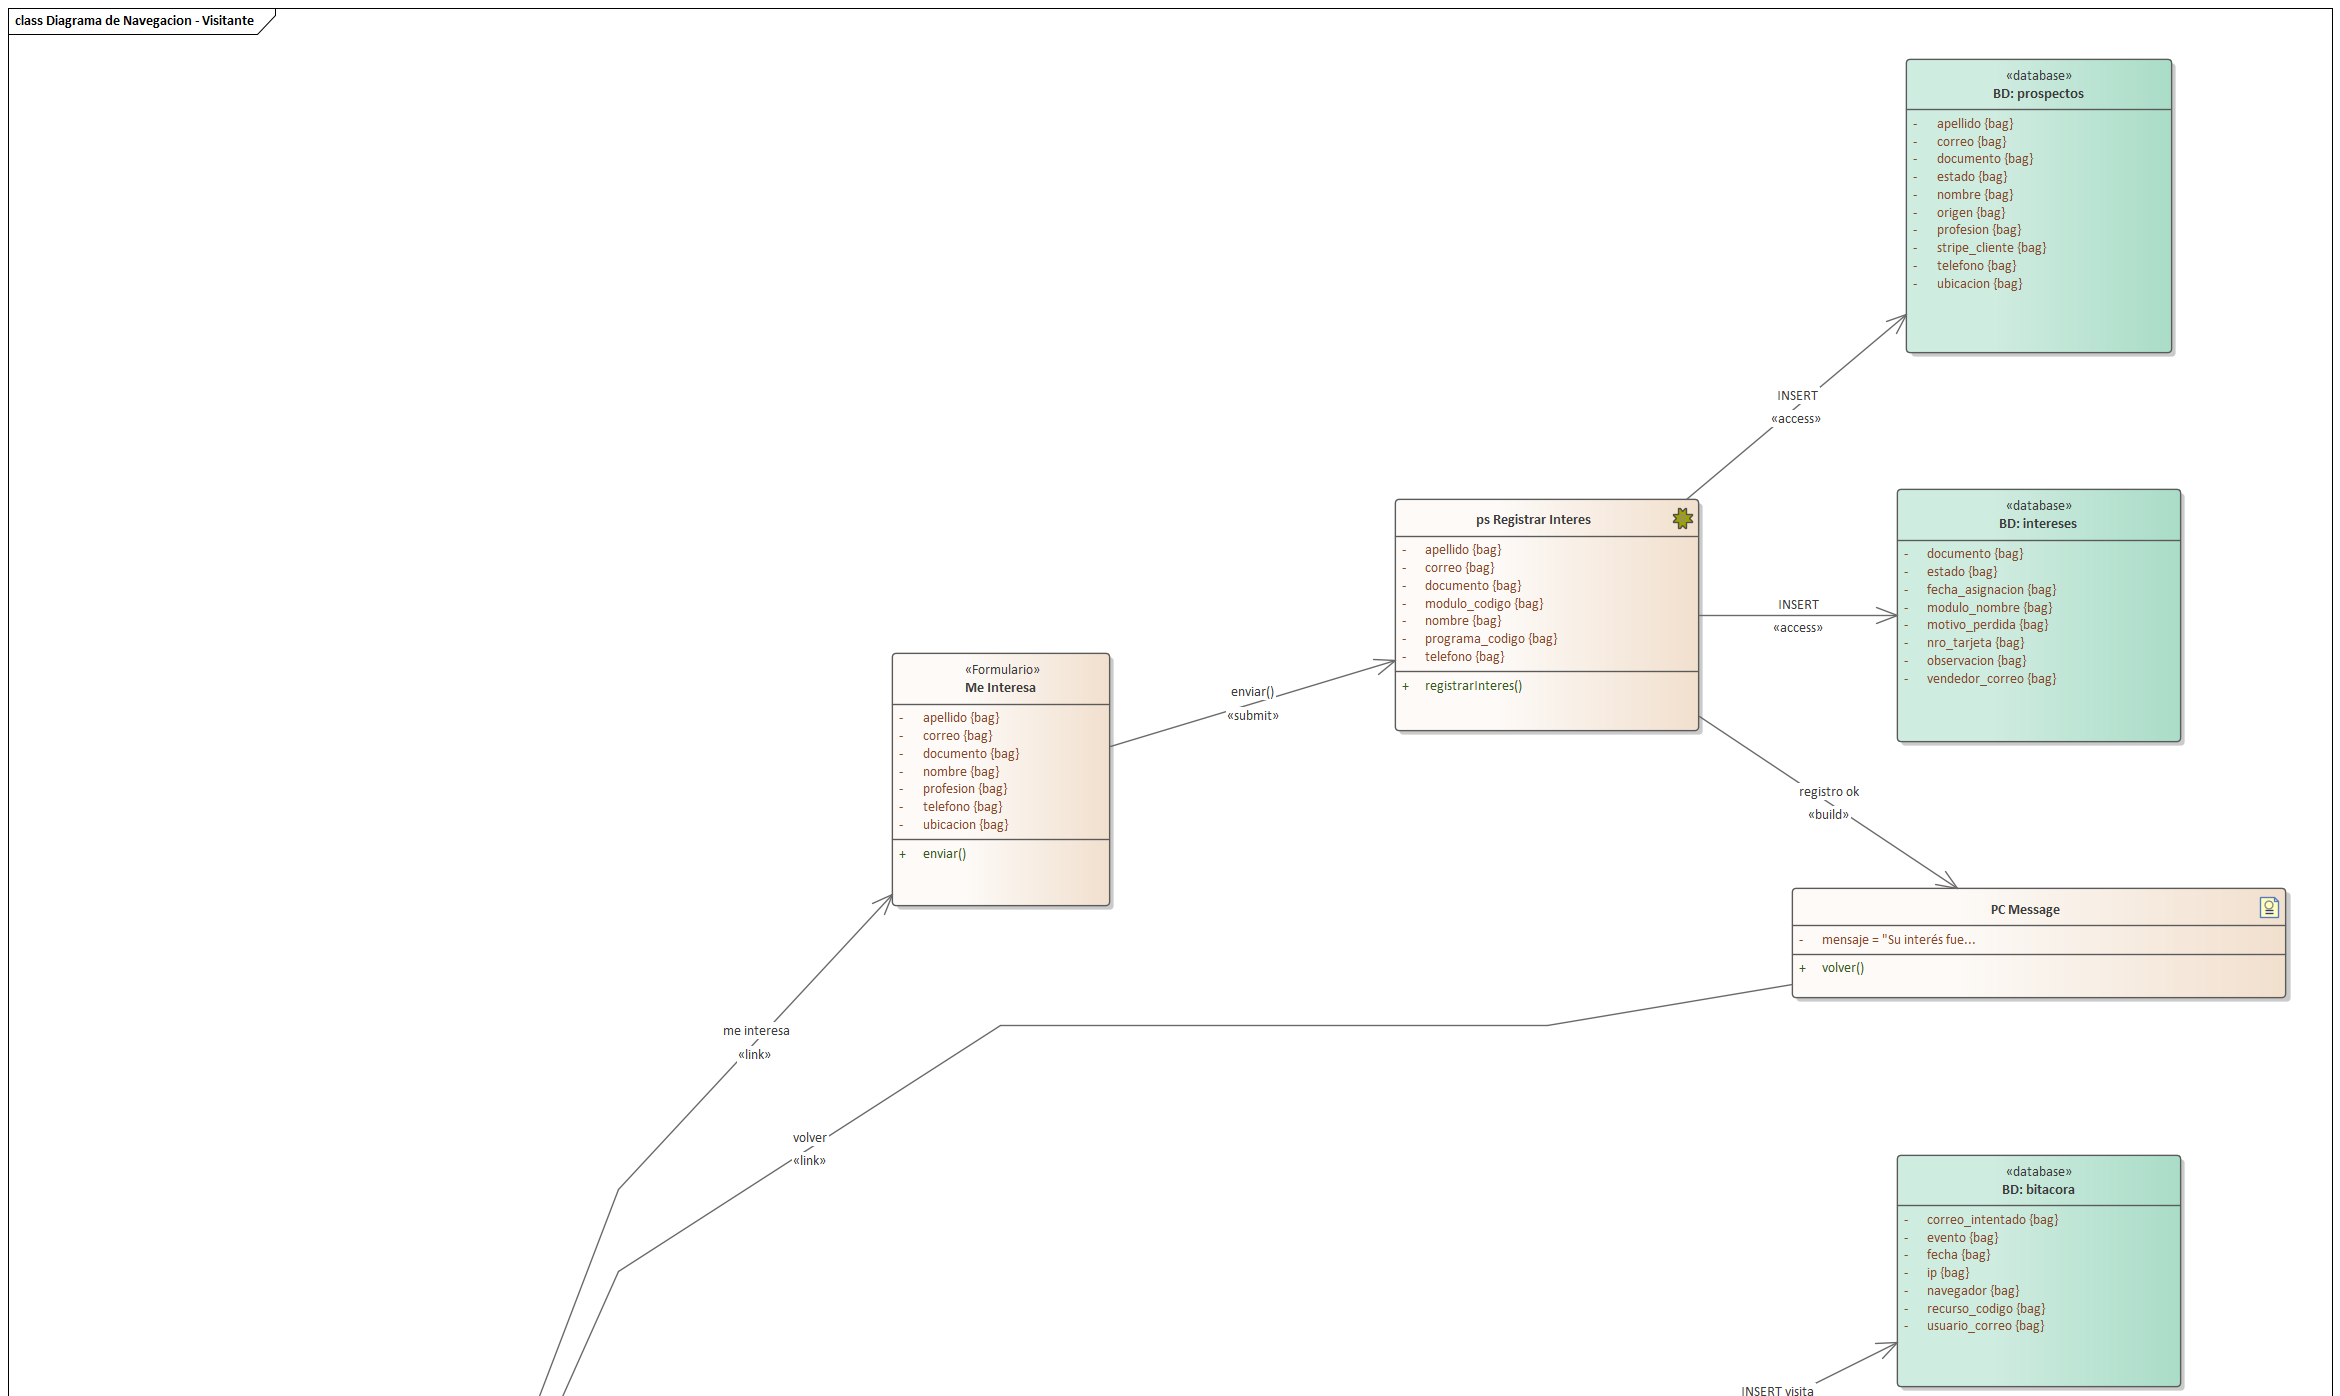 class Diagrama de Navegacion - Visitante
«database»
BD: prospectos
- apellido {bag}
- correo {bag}
- documento {bag}
- estado {bag}
- nombre {bag}
- origen {bag}
- profesion {bag}
- stripe_cliente {bag}
- telefono {bag}
- ubicacion {bag}
INSERT
«access»
ps Registrar Interes
- apellido {bag}
- correo {bag}
- documento {bag}
- modulo_codigo {bag}
- nombre {bag}
- programa_codigo {bag}
- telefono {bag}
+ registrarInteres()
INSERT
«access»
«database»
BD: intereses
- documento {bag}
- estado {bag}
- fecha_asignacion {bag}
- modulo_nombre {bag}
- motivo_perdida {bag}
- nro_tarjeta {bag}
- observacion {bag}
- vendedor_correo {bag}
«Formulario»
Me Interesa
- apellido {bag}
- correo {bag}
- documento {bag}
- nombre {bag}
- profesion {bag}
- telefono {bag}
- ubicacion {bag}
+ enviar()
enviar()
«submit»
registro ok
«build»
PC Message
- mensaje = "Su interés fue...
+ volver()
me interesa
«link»
volver
«link»
«database»
BD: bitacora
- correo_intentado {bag}
- evento {bag}
- fecha {bag}
- ip {bag}
- navegador {bag}
- recurso_codigo {bag}
- usuario_correo {bag}
INSERT visita